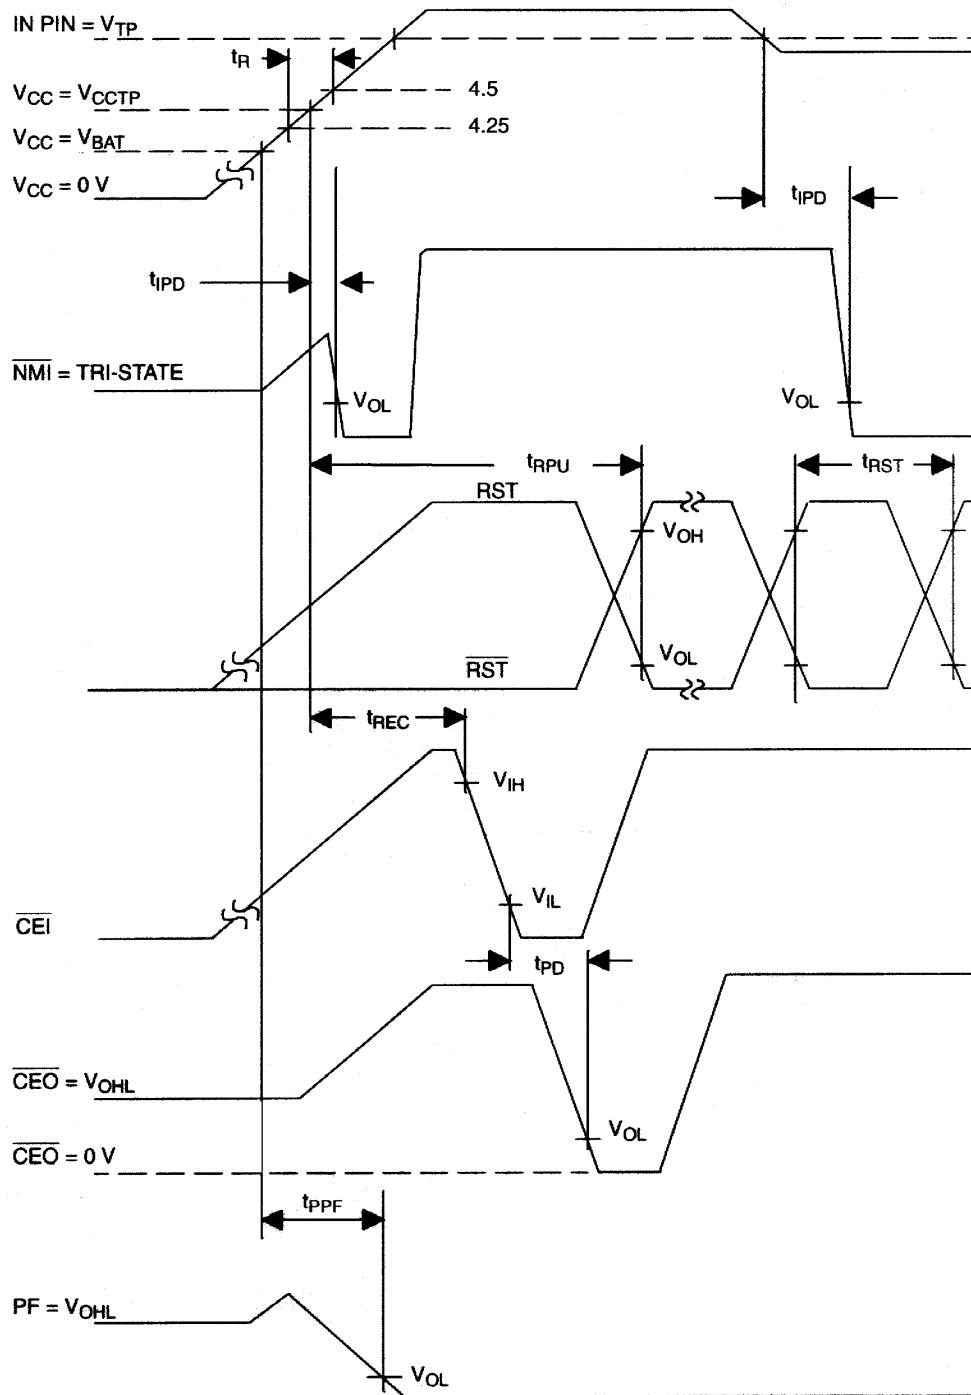 IN PIN = VTP
tR
4.5
VCC = VCCTP
4.25
VCC = VBAT
VCC = 0 V
tIPD
tIPD
NMI = TRI-STATE
VOL
VOL
tRPU
tRST
RST
VOH
VOL
RST
tREC
VIH
VIL
CEI
tPD
CEO = VOHL
VOL
CEO = 0 V
tPPF
PF = VOHL
VOL